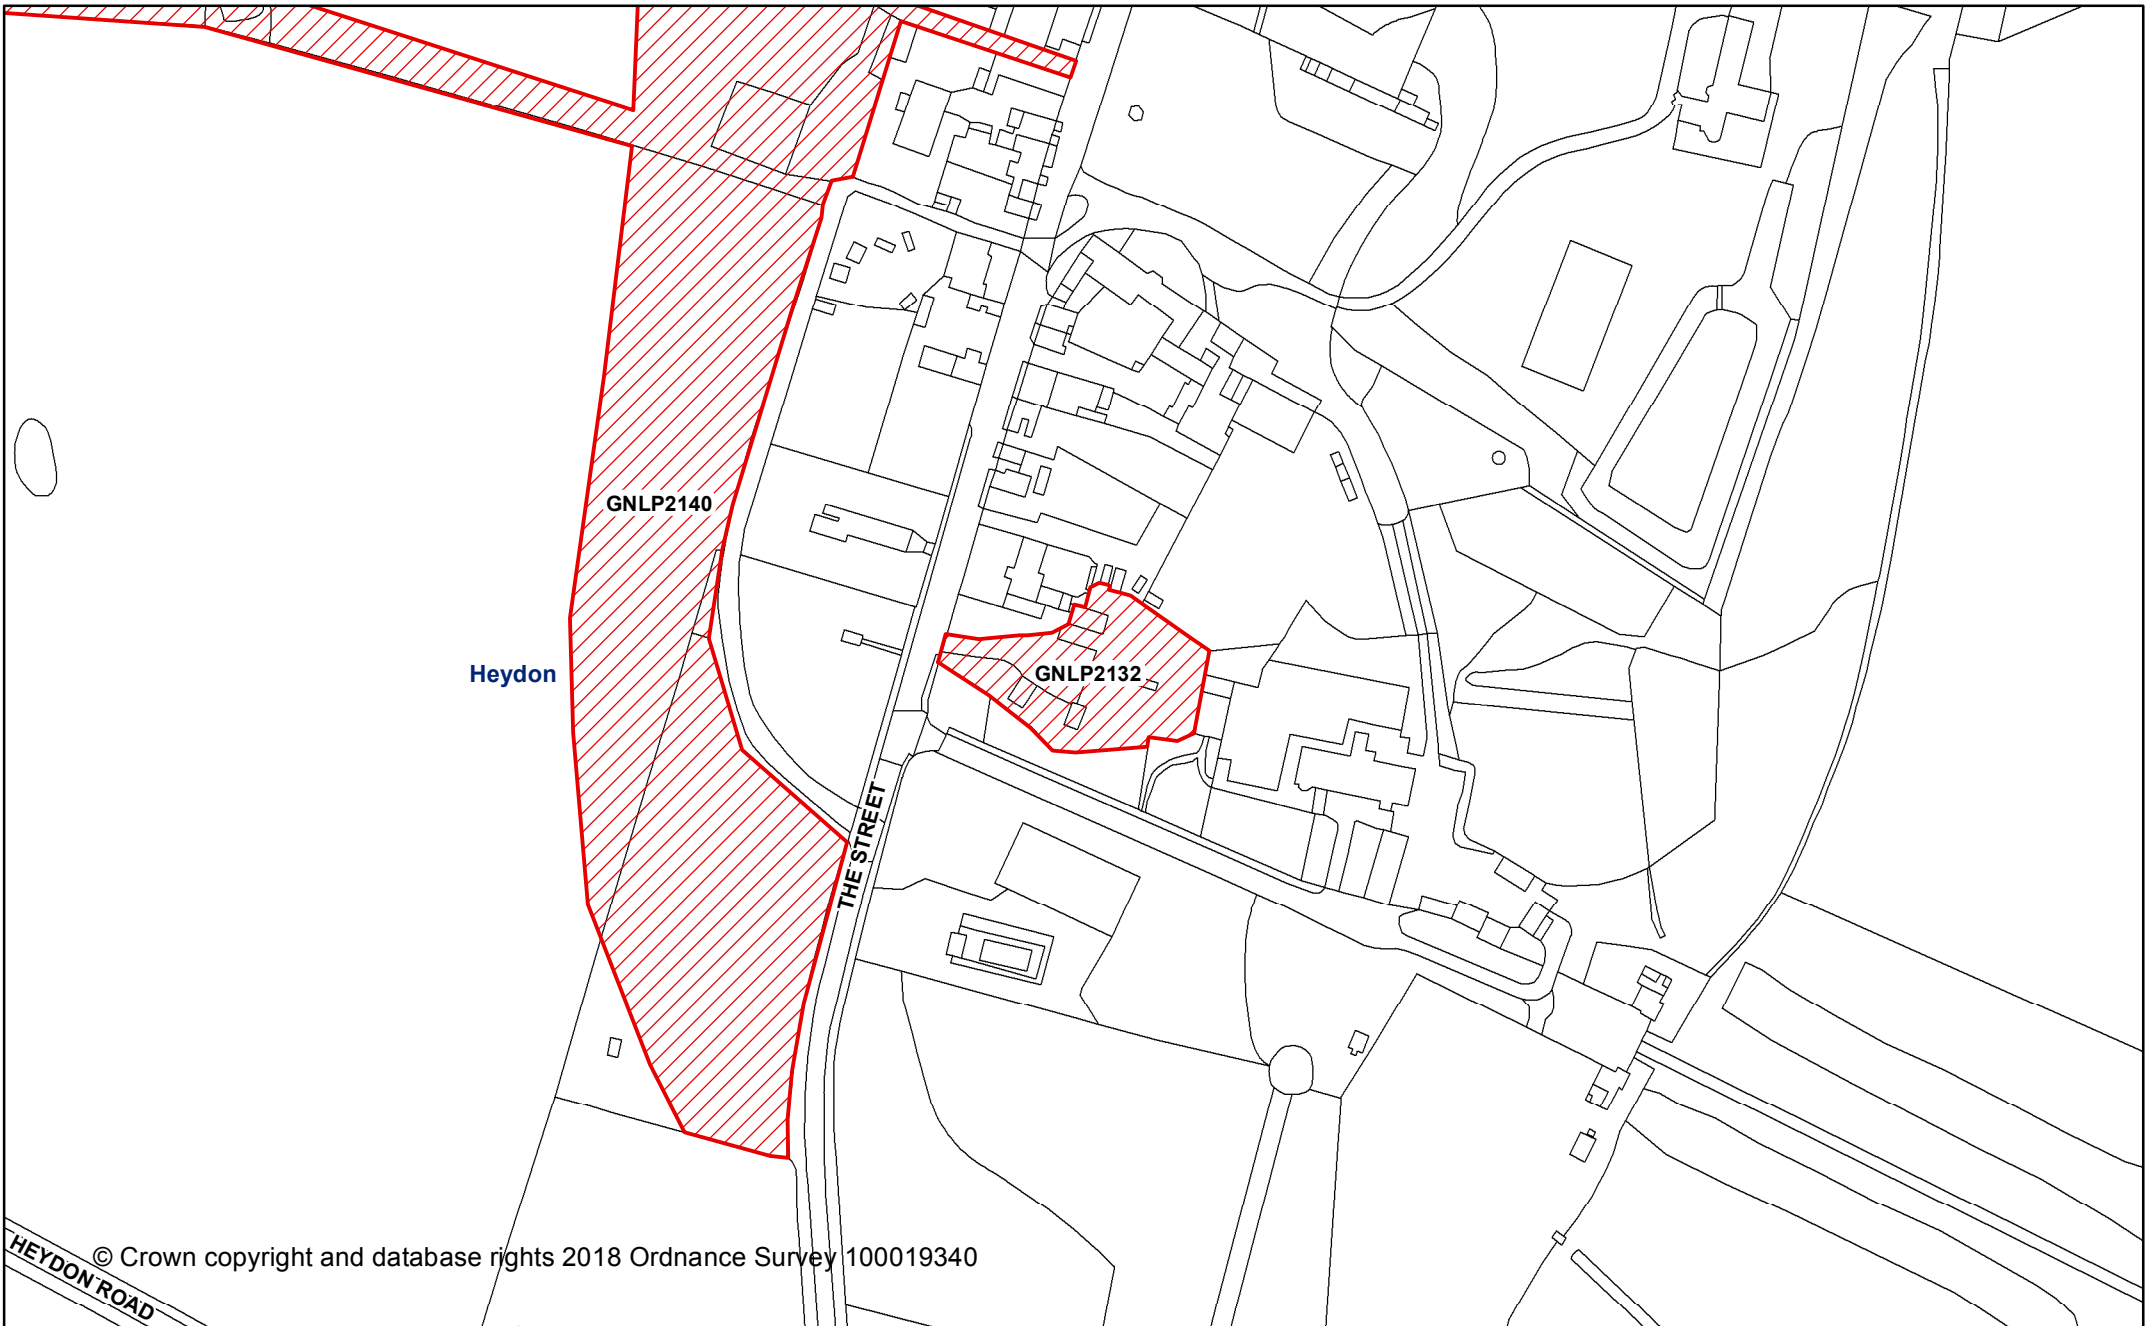 GNLP2140
Heydon
GNLP2132
THE STREET
HEYDON ROAD
© Crown copyright and database rights 2018 Ordnance Survey 100019340